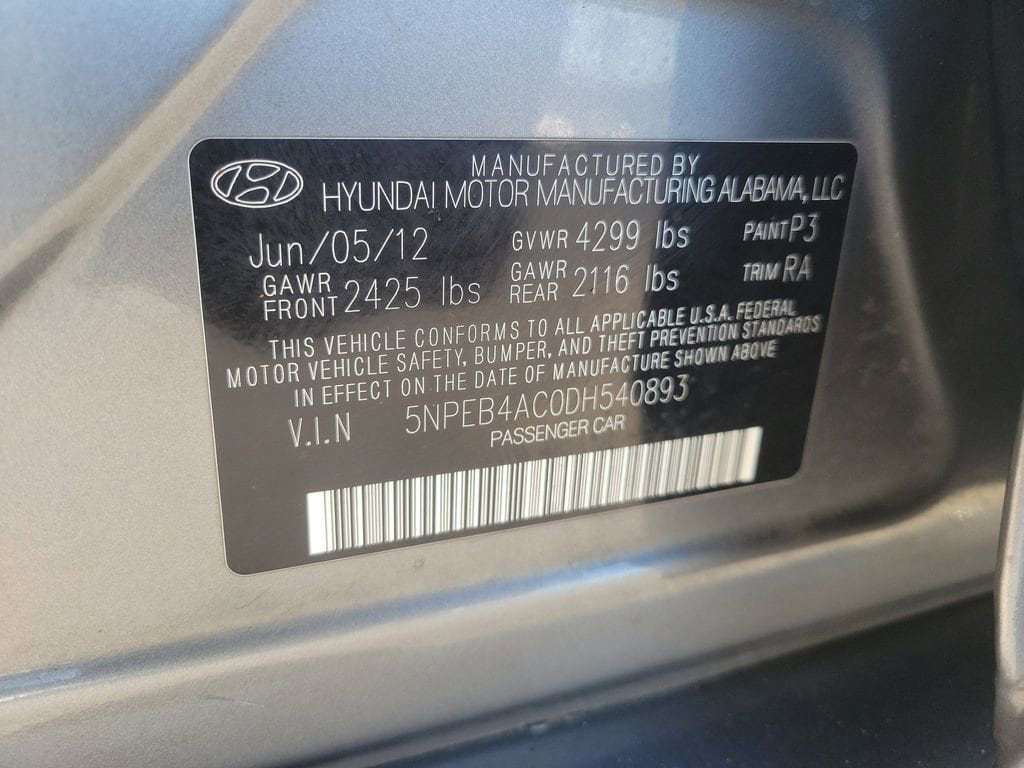 MANUFACTURED BY
HYUNDAI MOTOR MANUFACTURING ALABAMA, LLC
Jun/05/12 GVWR 4299 lbs PAINT P3
GAWR FRONT 2425 lbs GAWR REAR 2116 lbs TRIM RA
THIS VEHICLE CONFORMS TO ALL APPLICABLE U.S.A. FEDERAL
MOTOR VEHICLE SAFETY, BUMPER, AND THEFT PREVENTION STANDARDS
IN EFFECT ON THE DATE OF MANUFACTURE SHOWN ABOVE
V.I.N 5NPEB4AC0DH540893
PASSENGER CAR